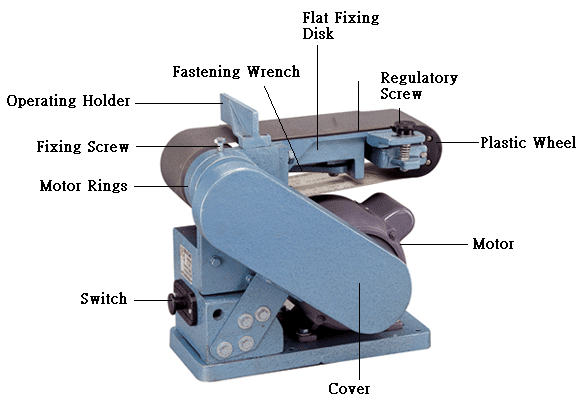 Flat Fixing
Disk
Fastening Wrench
Regulatory
Screw
Operating Holder
Fixing Screw
Plastic Wheel
Motor Rings
Motor
Switch
Cover